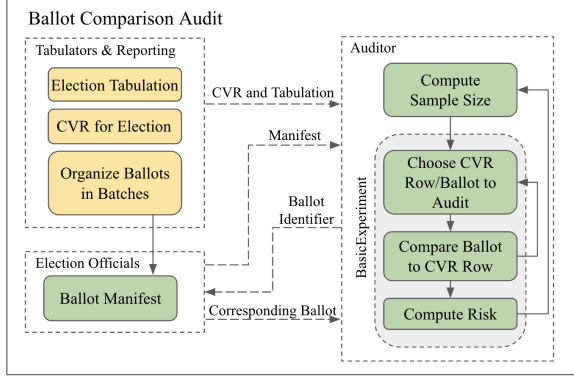 Ballot Comparison Audit
Tabulators & Reporting
Election Tabulation
CVR for Election
Organize Ballots
in Batches
Election Officials
Ballot Manifest
CVR and Tabulation
Manifest
Ballot
Identifier
Corresponding Ballot
Auditor
Compute
Sample Size
BasicExperiment
Choose CVR
Row/Ballot to
Audit
Compare Ballot
to CVR Row
Compute Risk